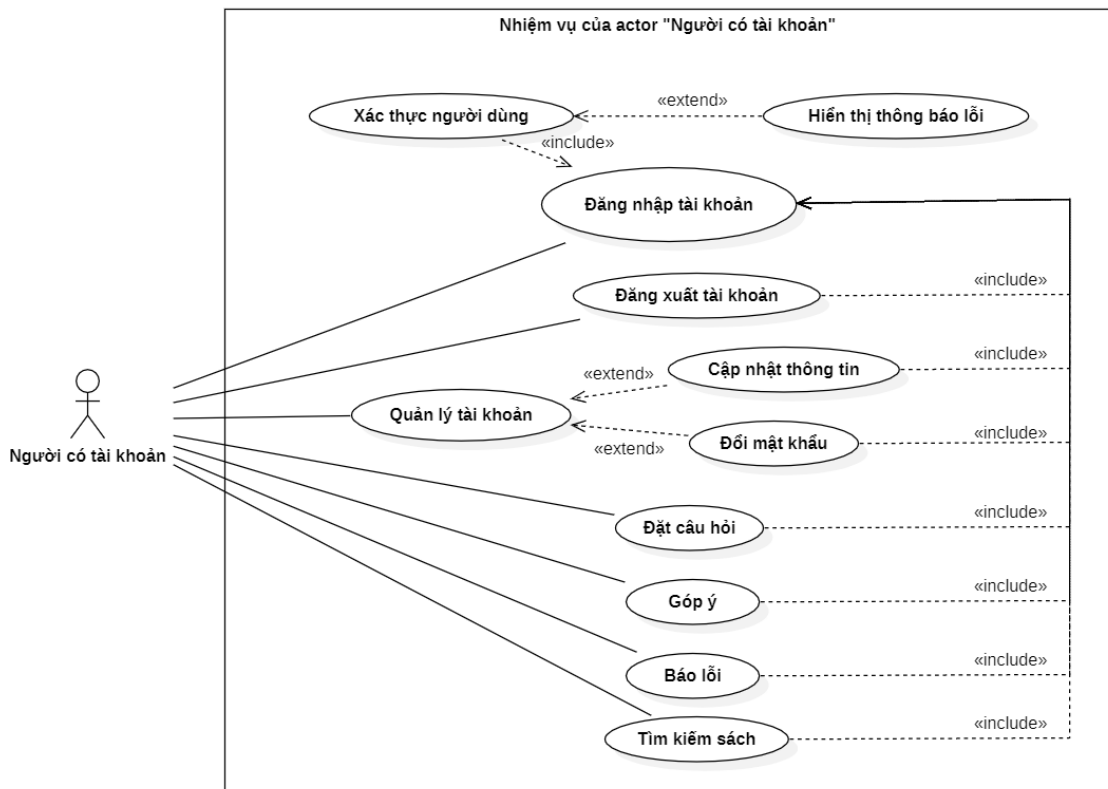 Nhiệm vụ của actor "Người có tài khoản"
Xác thực người dùng
«extend»
Hiển thị thông báo lỗi
«include»
Đăng nhập tài khoản
Đăng xuất tài khoản
«include»
«extend»
Cập nhật thông tin
«include»
Quản lý tài khoản
«extend»
Đổi mật khẩu
«include»
Người có tài khoản
Đặt câu hỏi
«include»
Góp ý
«include»
Báo lỗi
«include»
Tìm kiếm sách
«include»